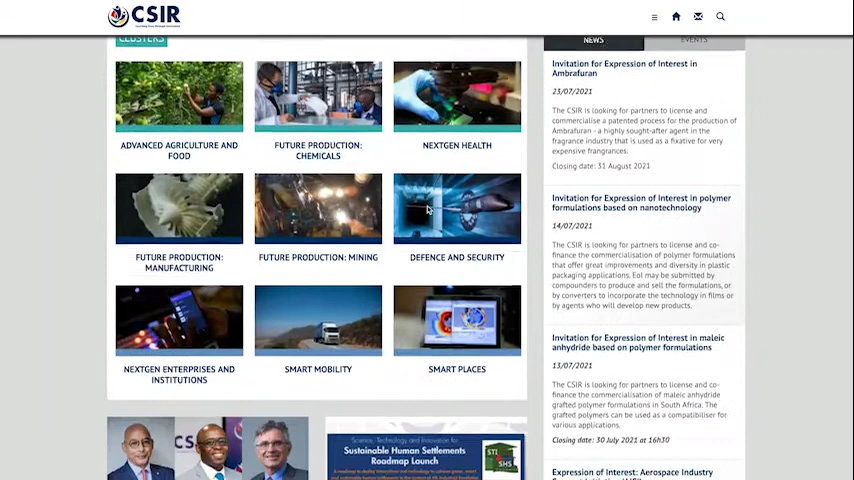 CSIR
CLUSTERS
ADVANCED AGRICULTURE AND
FOOD
FUTURE PRODUCTION:
CHEMICALS
NEXTGEN HEALTH
FUTURE PRODUCTION:
MANUFACTURING
FUTURE PRODUCTION: MINING
DEFENCE AND SECURITY
NEXTGEN ENTERPRISES AND
INSTITUTIONS
SMART MOBILITY
SMART PLACES
CS
Science, Technology and Innovation for
Sustainable Human Settlements
Roadmap Launch
STI
SHS
NEWS
EVENTS
Invitation for Expression of Interest in
Ambrafuran
23/07/2021
The CSIR is looking for partners to license and
commercialise a patented process for the production of
Ambrafuran - a highly sought-after agent in the
fragrance industry that is used as a fixative for very
expensive frangrances.
Closing date: 31 August 2021
Invitation for Expression of Interest in polymer
formulations based on nanotechnology
14/07/2021
The CSIR is looking for partners to license and co-
finance the commercialisation of polymer formulations
that offer great improvements and diversity in plastic
packaging applications. EoI may be submitted by
compounders to produce and sell the formulations, or
by converters to incorporate the technology in films or
by agents who will develop new products.
Invitation for Expression of Interest in maleic
anhydride based on polymer formulations
13/07/2021
The CSIR is looking for partners to license and co-
finance the commercialisation of maleic anhydride
grafted polymer formulations in South Africa. The
grafted polymers can be used as a compatibiliser for
various applications.
Closing date: 30 July 2021 at 16h30
Expression of Interest: Aerospace Industry